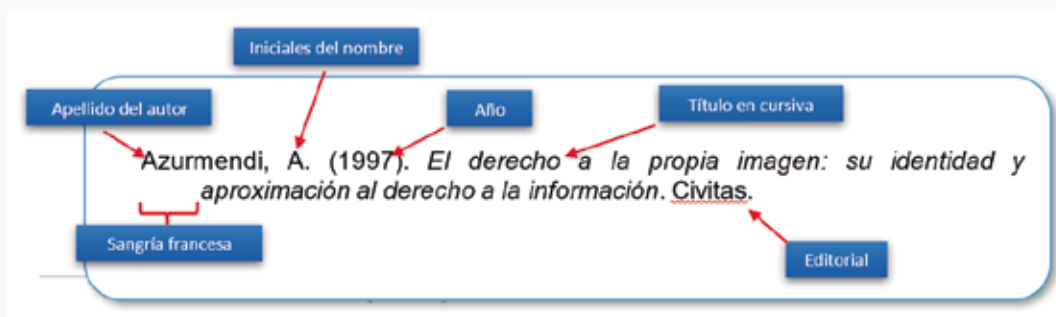 Iniciales del nombre
Apellido del autor
Año
Título en cursiva
Azurmendi, A. (1997). El derecho a la propia imagen: su identidad y
aproximación al derecho a la información. Civitas.
Sangría francesa
Editorial